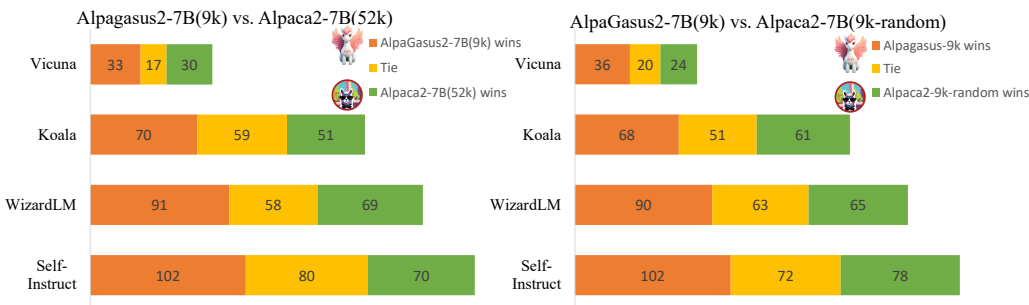 Alpagasus2-7B(9k) vs. Alpaca2-7B(52k)
AlpaGasus2-7B(9k) wins
Tie
Alpaca2-7B(52k) wins
Vicuna
33 17 30
Koala
70 59 51
WizardLM
91 58 69
Self-
Instruct
102 80 70
AlpaGasus2-7B(9k) vs. Alpaca2-7B(9k-random)
Alpagasus-9k wins
Tie
Alpaca2-9k-random wins
Vicuna
36 20 24
Koala
68 51 61
WizardLM
90 63 65
Self-
Instruct
102 72 78